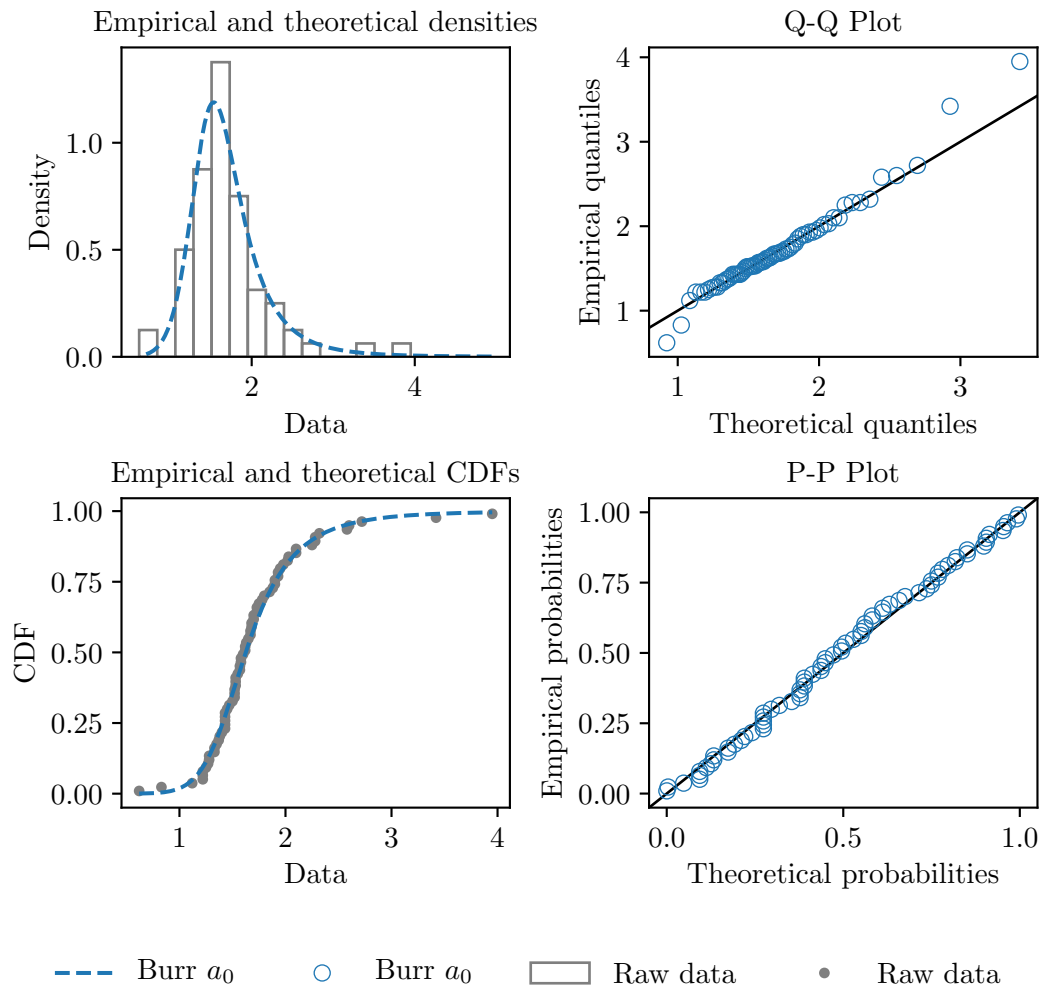 Empirical and theoretical densities
1.0
0.5
0.0
Density
2 4
Data
Q-Q Plot
4
3
2
1
Empirical quantiles
1 2 3
Theoretical quantiles
Empirical and theoretical CDFs
1.00
0.75
0.50
0.25
0.00
CDF
1 2 3 4
Data
P-P Plot
1.00
0.75
0.50
0.25
0.00
Empirical probabilities
0.0 0.5 1.0
Theoretical probabilities
Burr a₀ Burr a₀ Raw data Raw data